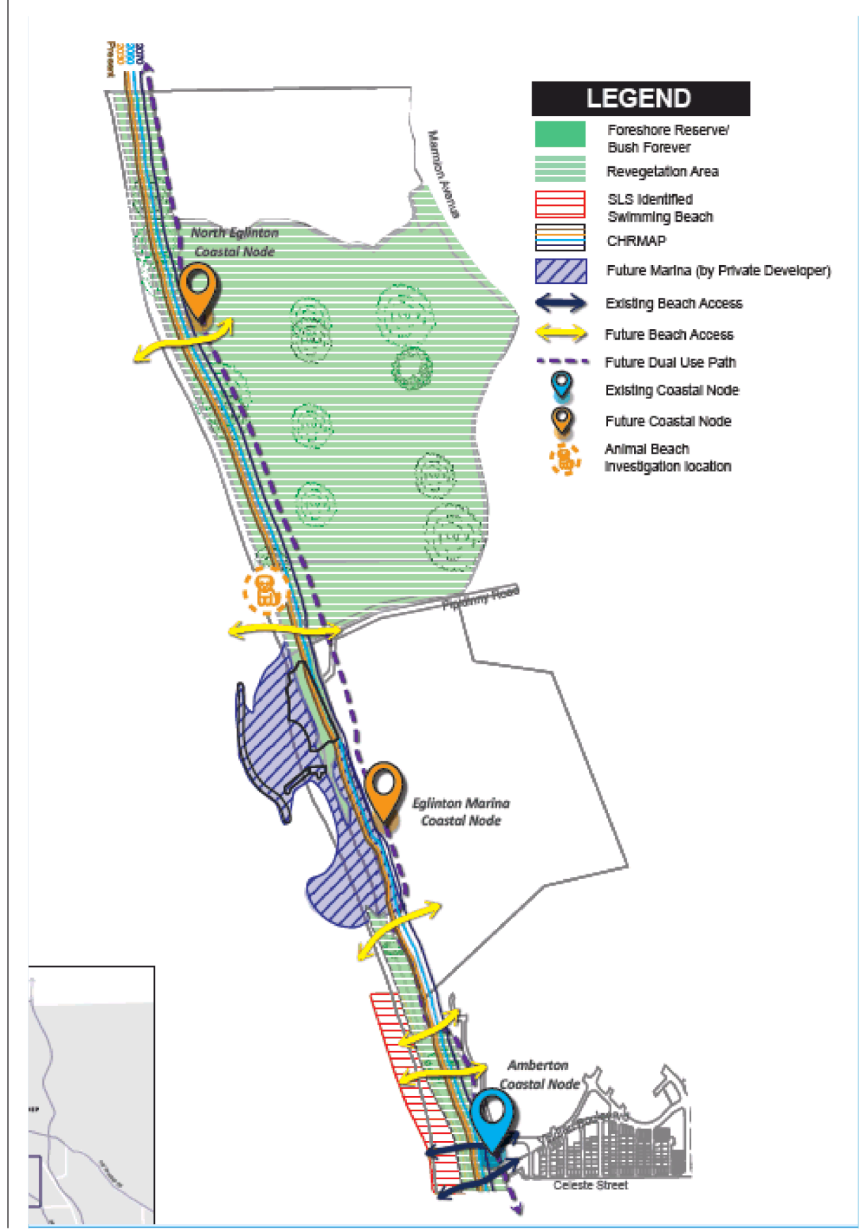 Present
2030
2050
2070
LEGEND
Foreshore Reserve/
Bush Forever
Revegetation Area
SLS Identified
Swimming Beach
CHRMAP
Future Marina (by Private Developer)
Existing Beach Access
Future Beach Access
Future Dual Use Path
Existing Coastal Node
Future Coastal Node
Animal Beach
Investigation location
Marmion Avenue
North Eglinton
Coastal Node
Pipidinny Road
Eglinton Marina
Coastal Node
Amberton
Coastal Node
Celeste Street